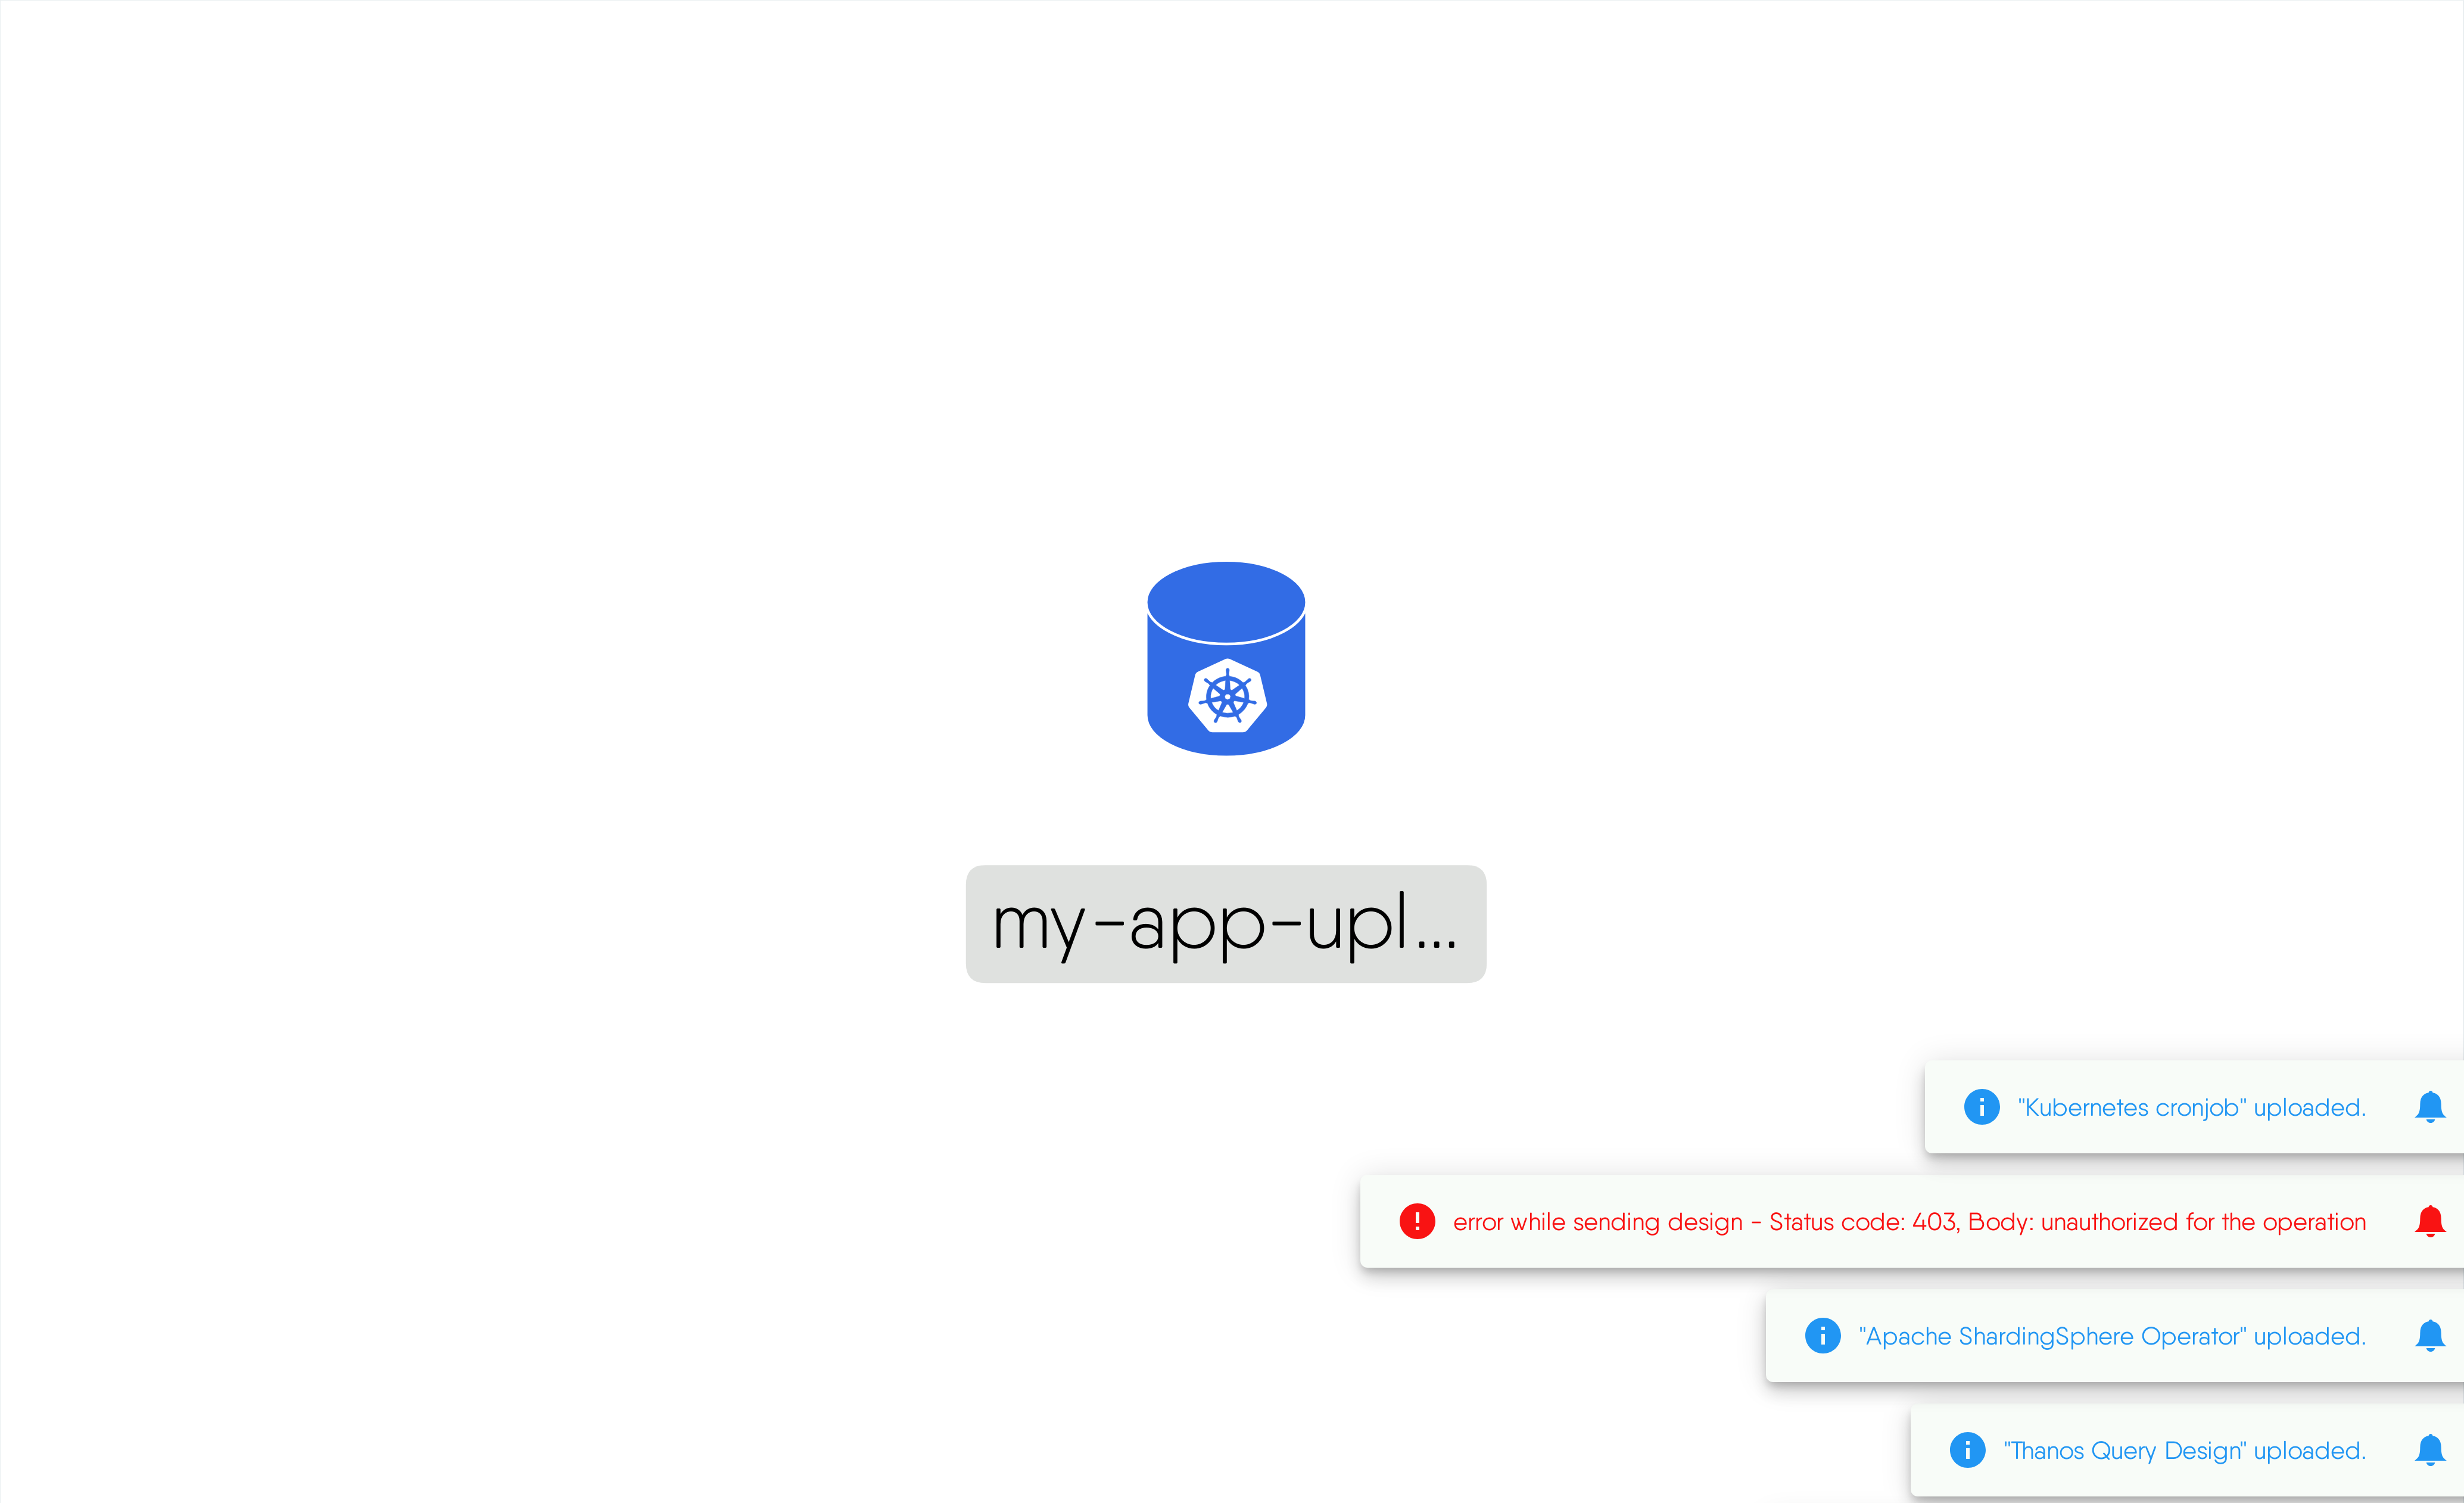 my-app-upl...
"Kubernetes cronjob" uploaded.
error while sending design - Status code: 403, Body: unauthorized for the operation
"Apache ShardingSphere Operator" uploaded.
"Thanos Query Design" uploaded.